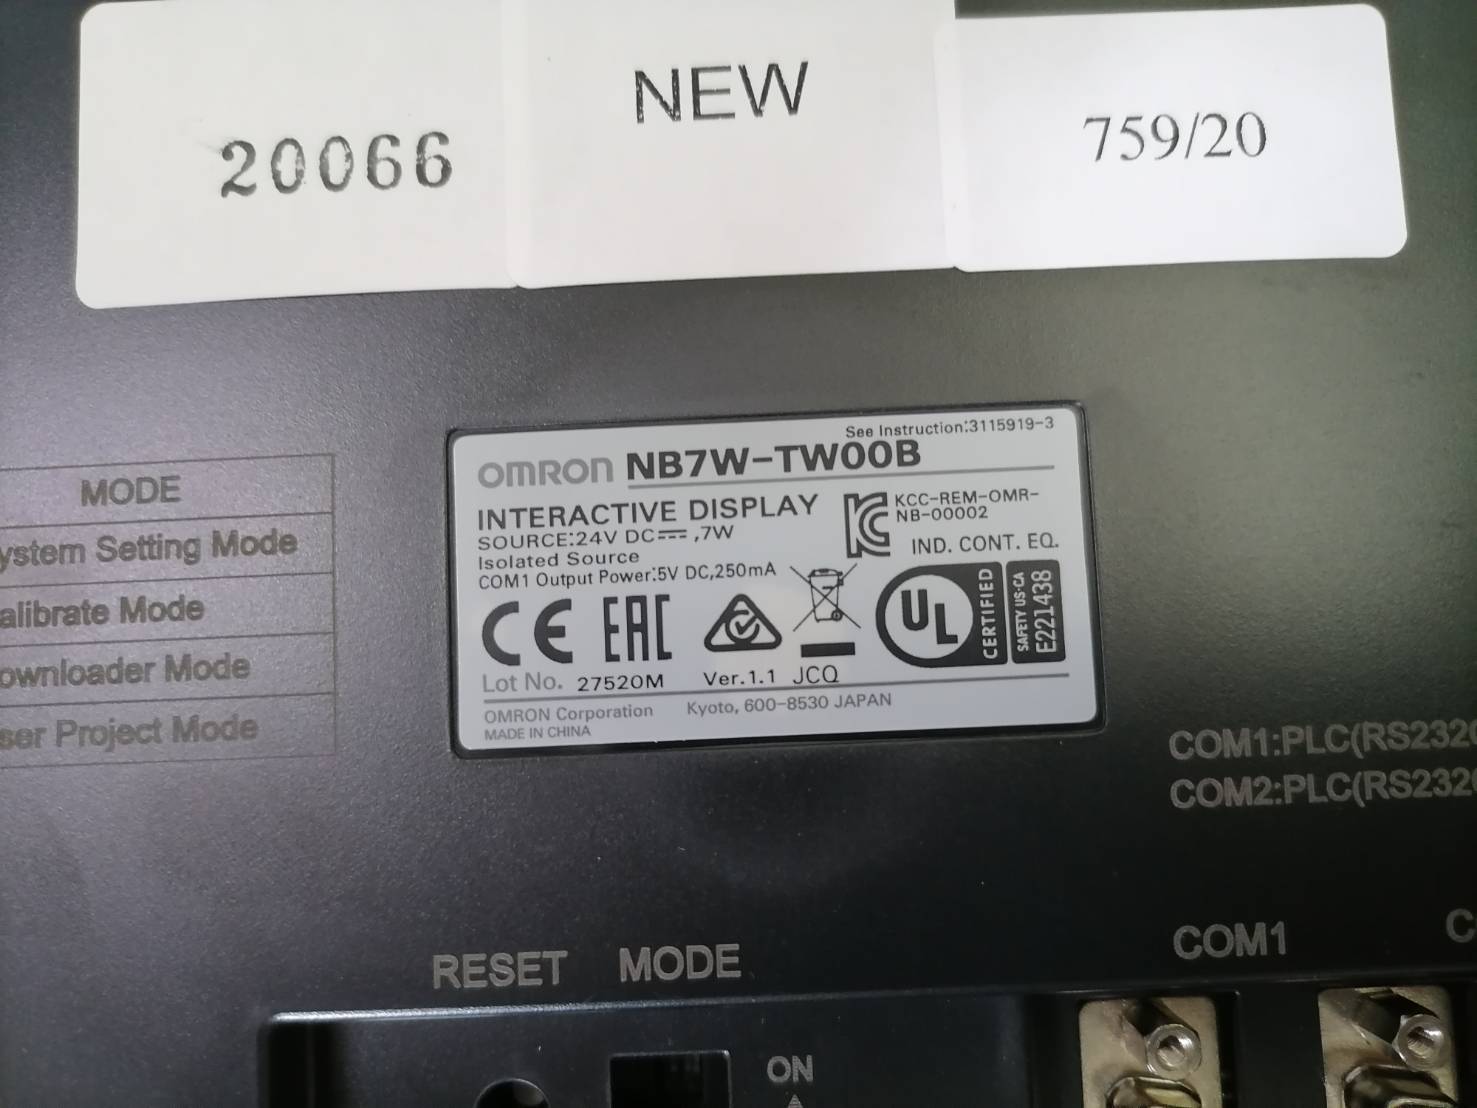 20066
NEW
759/20
See Instruction:3115919-3
OMRON NB7W-TW00B
INTERACTIVE DISPLAY
SOURCE:24V DC⎓,7W
Isolated Source
COM1 Output Power:5V DC,250mA
KCC-REM-OMR-
NB-00002
IND. CONT. EQ.
CE EAC
UL CERTIFIED
SAFETY US·CA
E221438
Lot No. 27520M Ver.1.1 JCQ
OMRON Corporation Kyoto, 600-8530 JAPAN
MADE IN CHINA
MODE
ystem Setting Mode
alibrate Mode
ownloader Mode
ser Project Mode
COM1:PLC(RS232C
COM2:PLC(RS232C
RESET MODE
COM1 C
ON